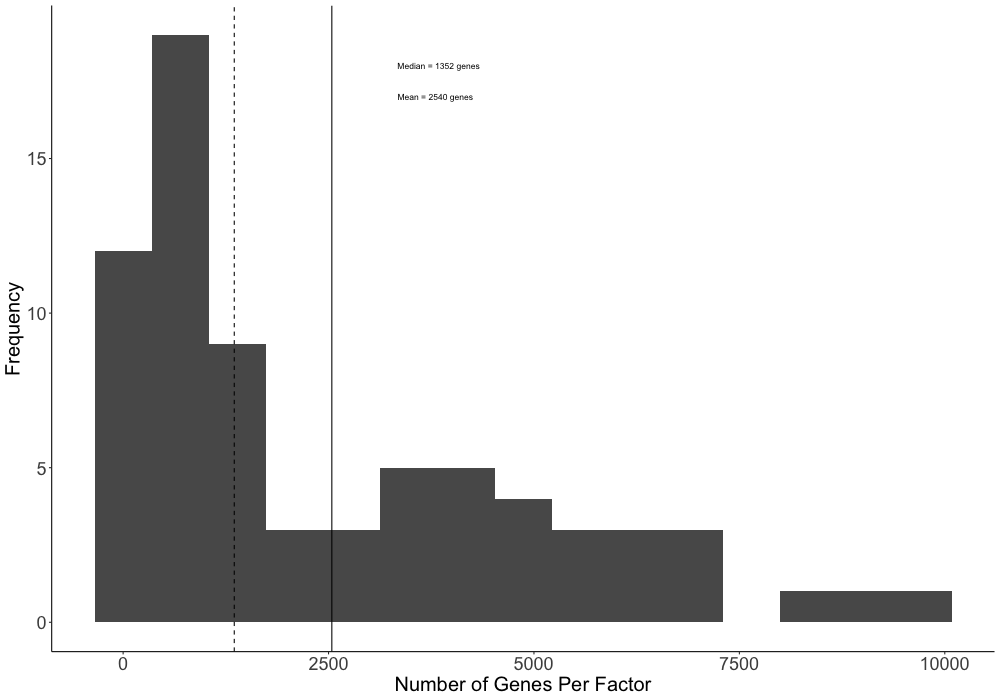 Median = 1352 genes
Mean = 2540 genes
Frequency
15
10
5
0
0 2500 5000 7500 10000
Number of Genes Per Factor